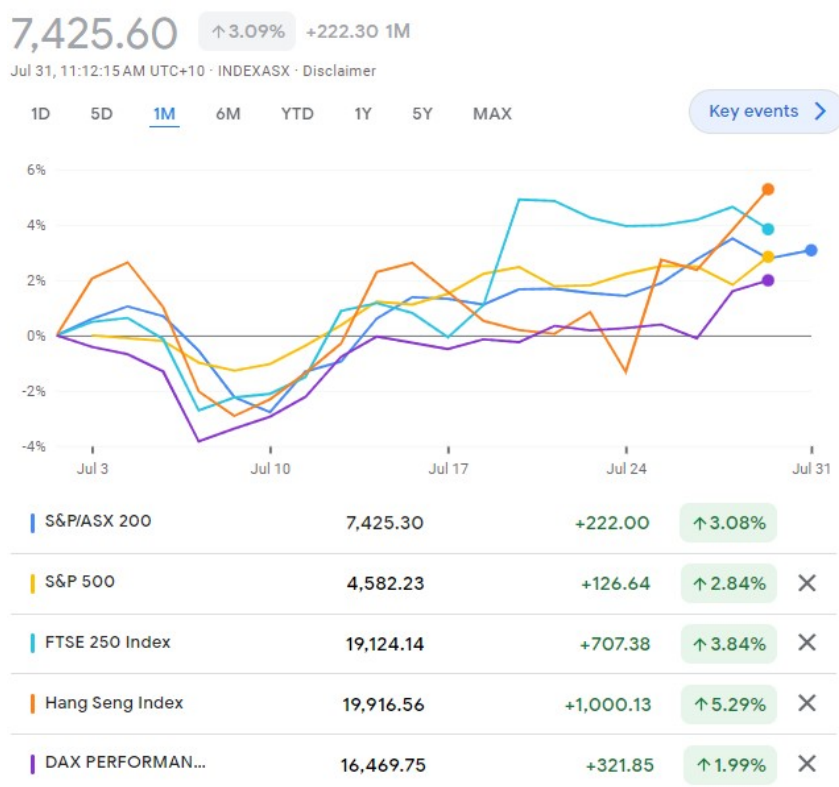 7,425.60 ↑3.09% +222.30 1M
Jul 31, 11:12:15 AM UTC+10 · INDEXASX · Disclaimer
1D 5D 1M 6M YTD 1Y 5Y MAX Key events
6%
4%
2%
0%
-2%
-4%
Jul 3 Jul 10 Jul 17 Jul 24 Jul 31
S&P/ASX 200 7,425.30 +222.00 ↑3.08%
S&P 500 4,582.23 +126.64 ↑2.84%
FTSE 250 Index 19,124.14 +707.38 ↑3.84%
Hang Seng Index 19,916.56 +1,000.13 ↑5.29%
DAX PERFORMAN... 16,469.75 +321.85 ↑1.99%